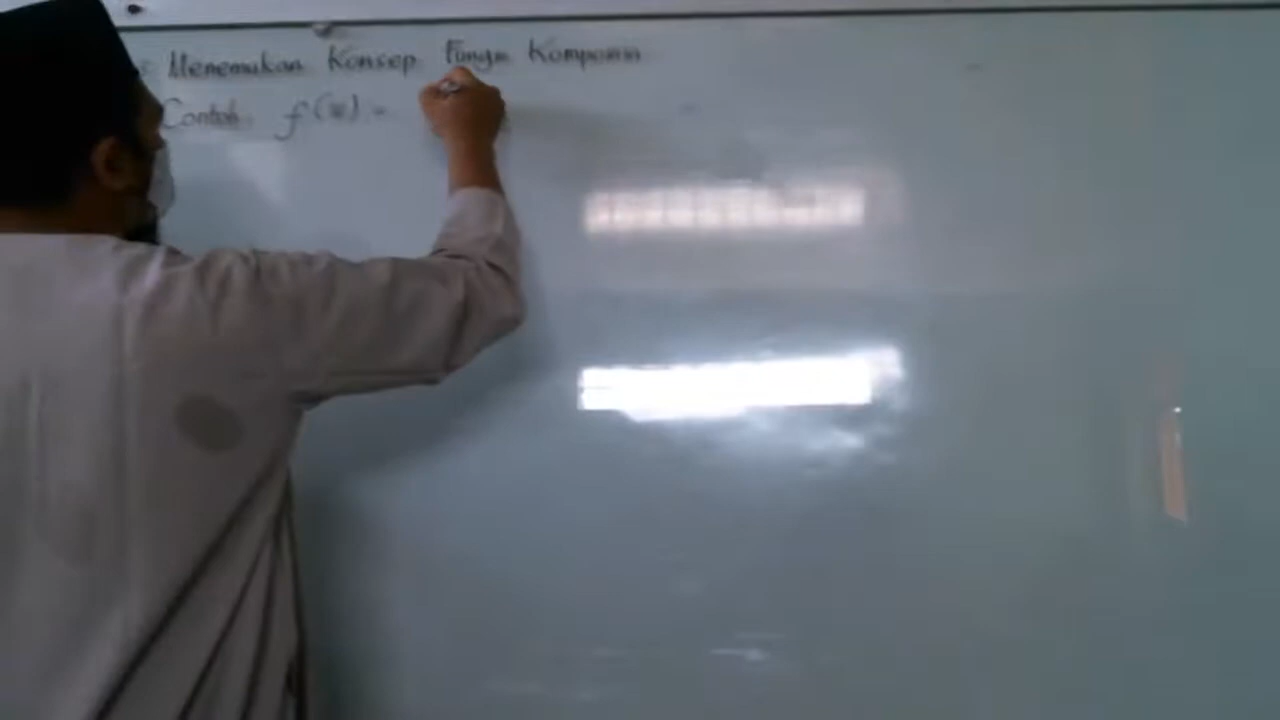 Menemukan Konsep Fungsi Komposisi
Contoh f(x) =